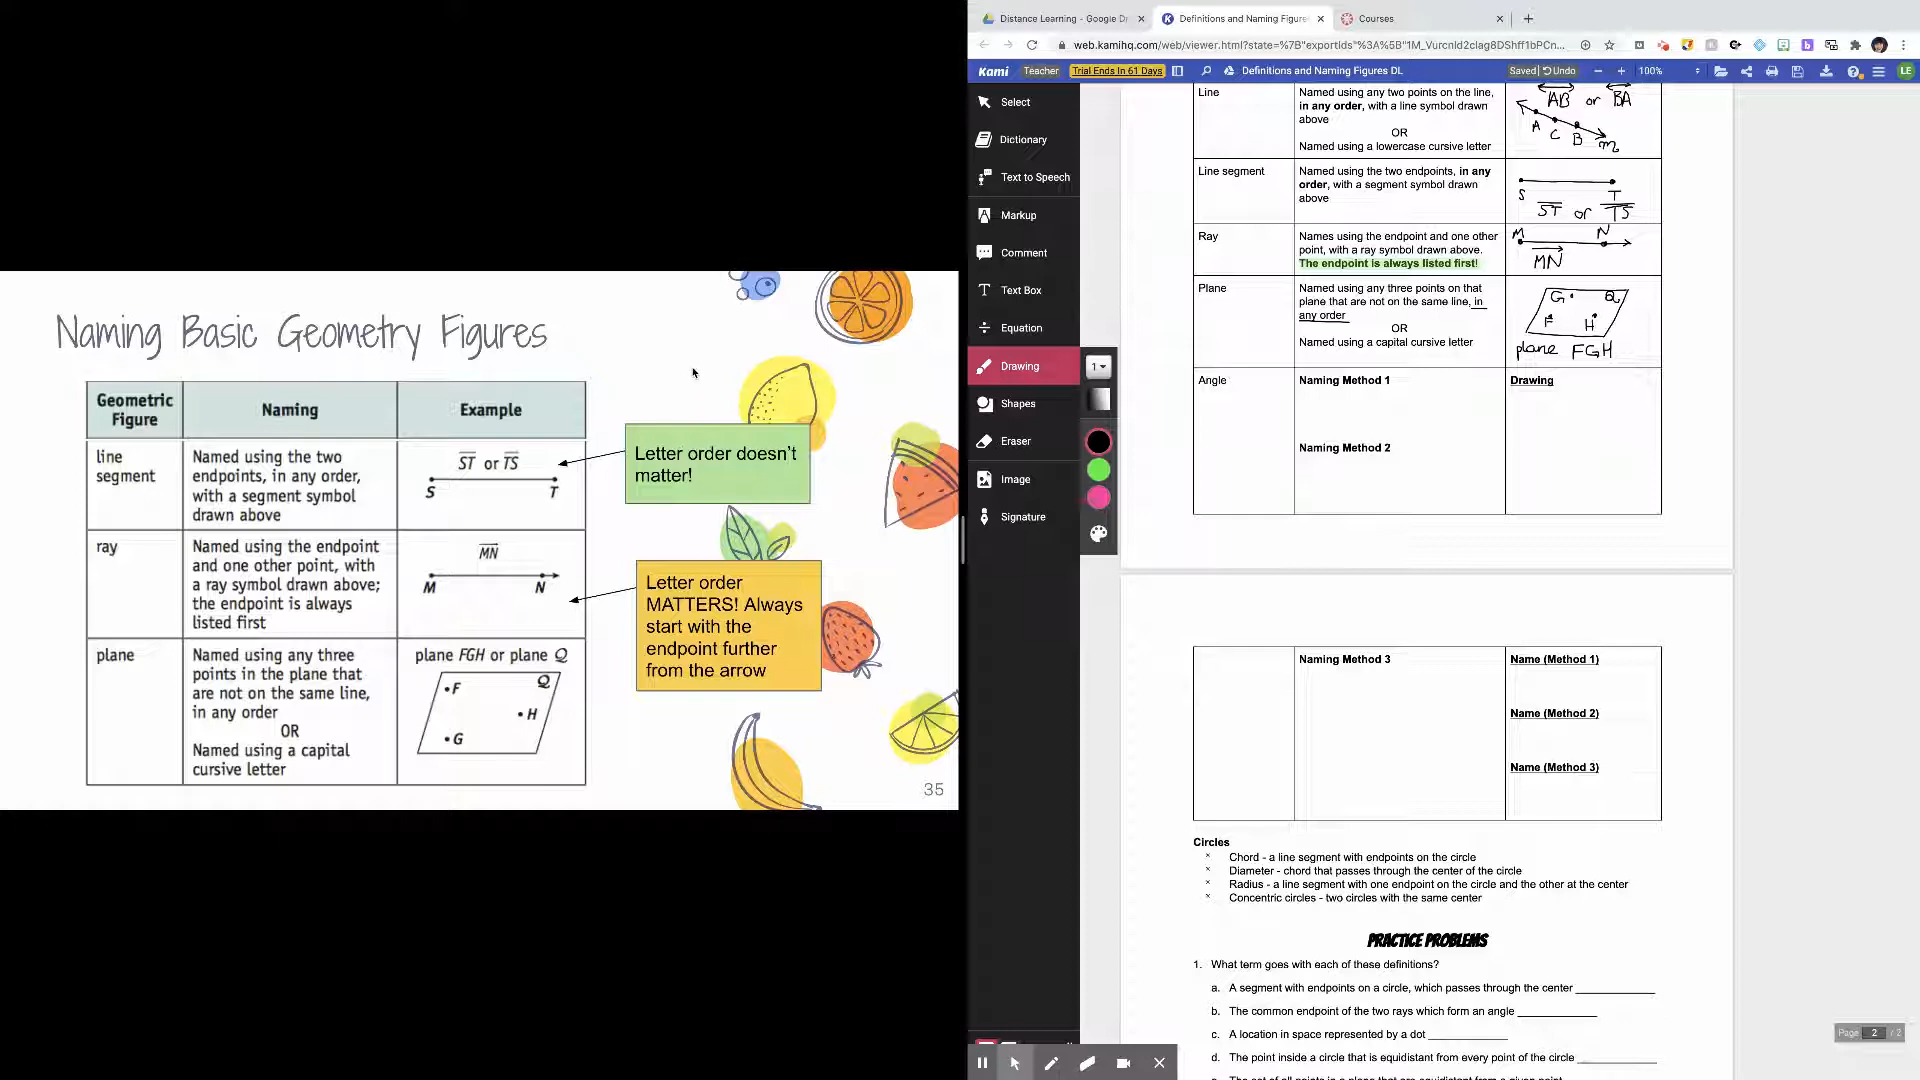 Naming Basic Geometry Figures
Geometric
Figure
Naming
Example
line
segment
Named using the two
endpoints, in any order,
with a segment symbol
drawn above
ST or TS
S T
ray
Named using the endpoint
and one other point, with
a ray symbol drawn above;
the endpoint is always
listed first
MN
M N
plane
Named using any three
points in the plane that
are not on the same line,
in any order
OR
Named using a capital
cursive letter
plane FGH or plane Q
F Q
H
G
Letter order doesn't
matter!
Letter order
MATTERS! Always
start with the
endpoint further
from the arrow
35
Distance Learning - Google Dr
Definitions and Naming Figure
Courses
web.kamihq.com/web/viewer.html?state=%7B"exportIds"%3A%5B"1M_Vurcnld2clag8DShff1bPCn...
Kami
Teacher
Trial Ends In 61 Days
Definitions and Naming Figures DL
Saved
Undo
100%
LE
Select
Dictionary
Text to Speech
Markup
Comment
Text Box
Equation
Drawing
Shapes
Eraser
Image
Signature
1
Line
Named using any two points on the line,
in any order, with a line symbol drawn
above
OR
Named using a lowercase cursive letter
AB or BA
A C B m
Line segment
Named using the two endpoints, in any
order, with a segment symbol drawn
above
S T
ST or TS
Ray
Names using the endpoint and one other
point, with a ray symbol drawn above.
The endpoint is always listed first!
M N
MN
Plane
Named using any three points on that
plane that are not on the same line, in
any order
OR
Named using a capital cursive letter
G Q
F H
plane FGH
Angle
Naming Method 1
Drawing
Naming Method 2
Naming Method 3
Name (Method 1)
Name (Method 2)
Name (Method 3)
Circles
Chord - a line segment with endpoints on the circle
Diameter - chord that passes through the center of the circle
Radius - a line segment with one endpoint on the circle and the other at the center
Concentric circles - two circles with the same center
PRACTICE PROBLEMS
1. What term goes with each of these definitions?
a. A segment with endpoints on a circle, which passes through the center
b. The common endpoint of the two rays which form an angle
c. A location in space represented by a dot
d. The point inside a circle that is equidistant from every point of the circle
Page 2 / 2